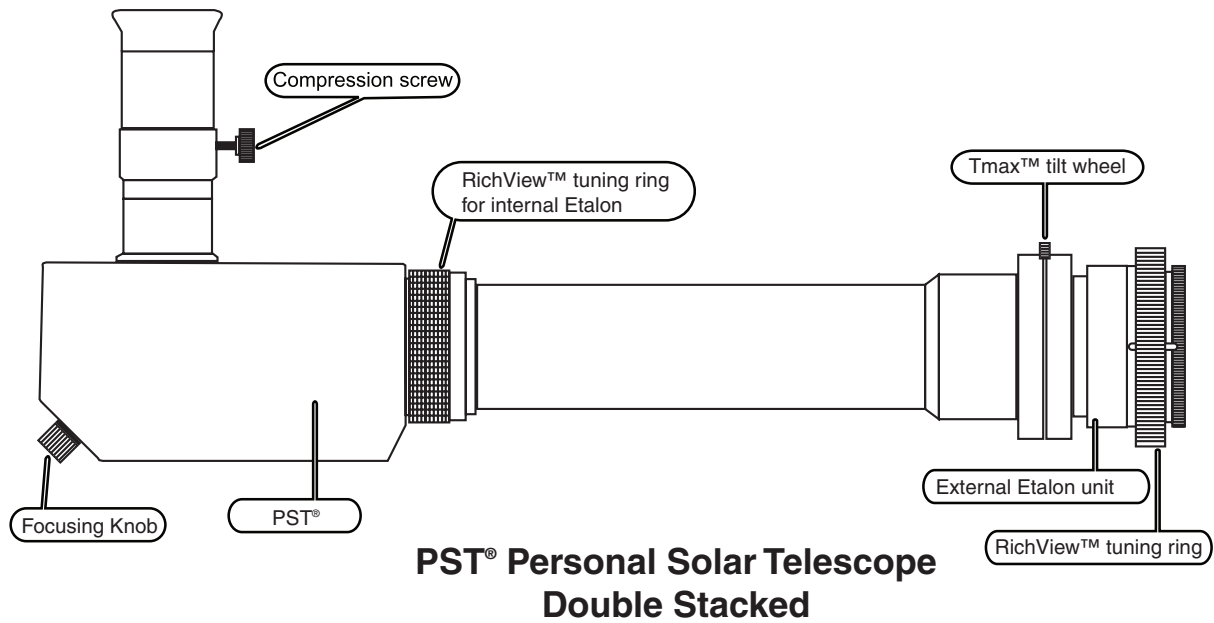 Compression screw
RichView™ tuning ring
for internal Etalon
Tmax™ tilt wheel
Focusing Knob
PST®
External Etalon unit
RichView™ tuning ring
PST® Personal Solar Telescope
Double Stacked